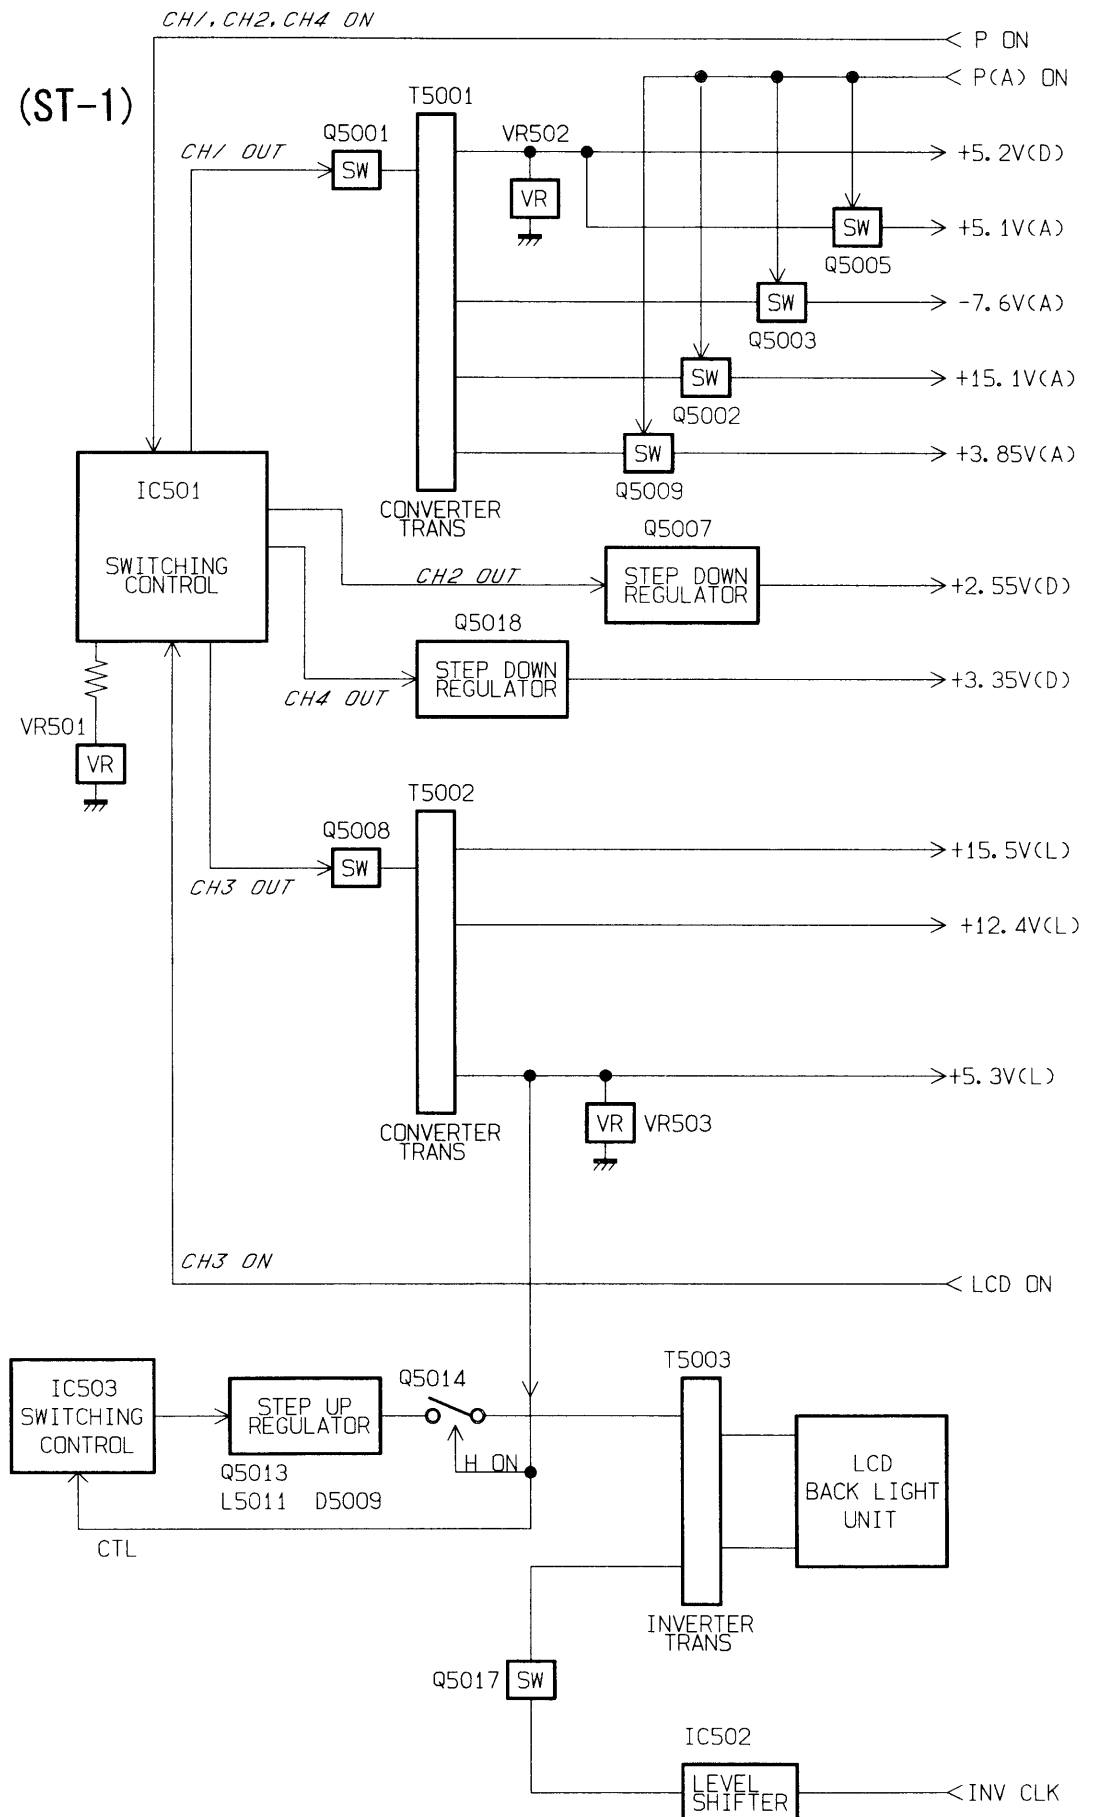 CH1, CH2, CH4 ON
P ON
P(A) ON
(ST-1)
T5001
Q5001
VR502
CH1 OUT
SW
+5.2V(D)
VR
SW
+5.1V(A)
Q5005
SW
-7.6V(A)
Q5003
SW
+15.1V(A)
Q5002
SW
+3.85V(A)
Q5009
IC501
CONVERTER
TRANS
Q5007
SWITCHING
CONTROL
CH2 OUT
STEP DOWN
REGULATOR
+2.55V(D)
Q5018
STEP DOWN
REGULATOR
+3.35V(D)
CH4 OUT
VR501
VR
T5002
Q5008
SW
+15.5V(L)
CH3 OUT
+12.4V(L)
+5.3V(L)
VR
VR503
CONVERTER
TRANS
CH3 ON
LCD ON
T5003
Q5014
IC503
SWITCHING
CONTROL
STEP UP
REGULATOR
H ON
Q5013
L5011 D5009
LCD
BACK LIGHT
UNIT
CTL
INVERTER
TRANS
Q5017
SW
IC502
LEVEL
SHIFTER
INV CLK